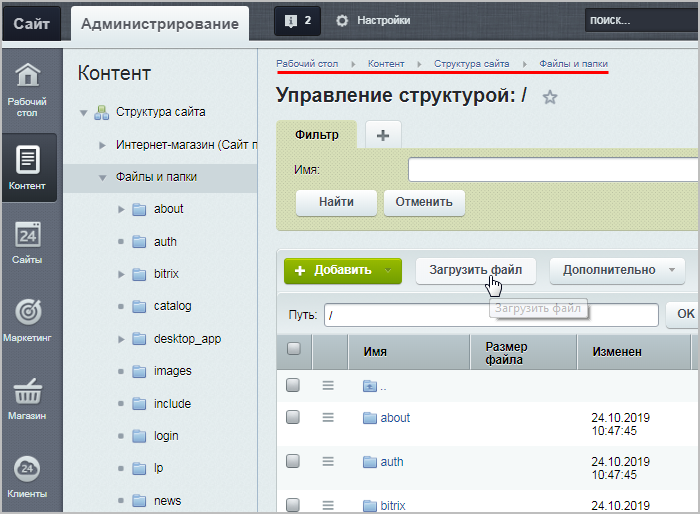 Сайт
Администрирование
2
Настройки
поиск...
Рабочий стол
Контент
Сайты
Маркетинг
Магазин
Клиенты
24
24
Контент
Структура сайта
Интернет-магазин (Сайт п
Файлы и папки
about
auth
bitrix
catalog
desktop_app
images
include
login
lp
news
Рабочий стол Контент Структура сайта Файлы и папки
Управление структурой: /
Фильтр
Имя:
Найти Отменить
Добавить Загрузить файл Дополнительно
Загрузить файл
Путь: / OK
Имя Размер файла Изменен
..
about 24.10.2019 10:47:45
auth 24.10.2019 10:47:45
bitrix 24.10.2019